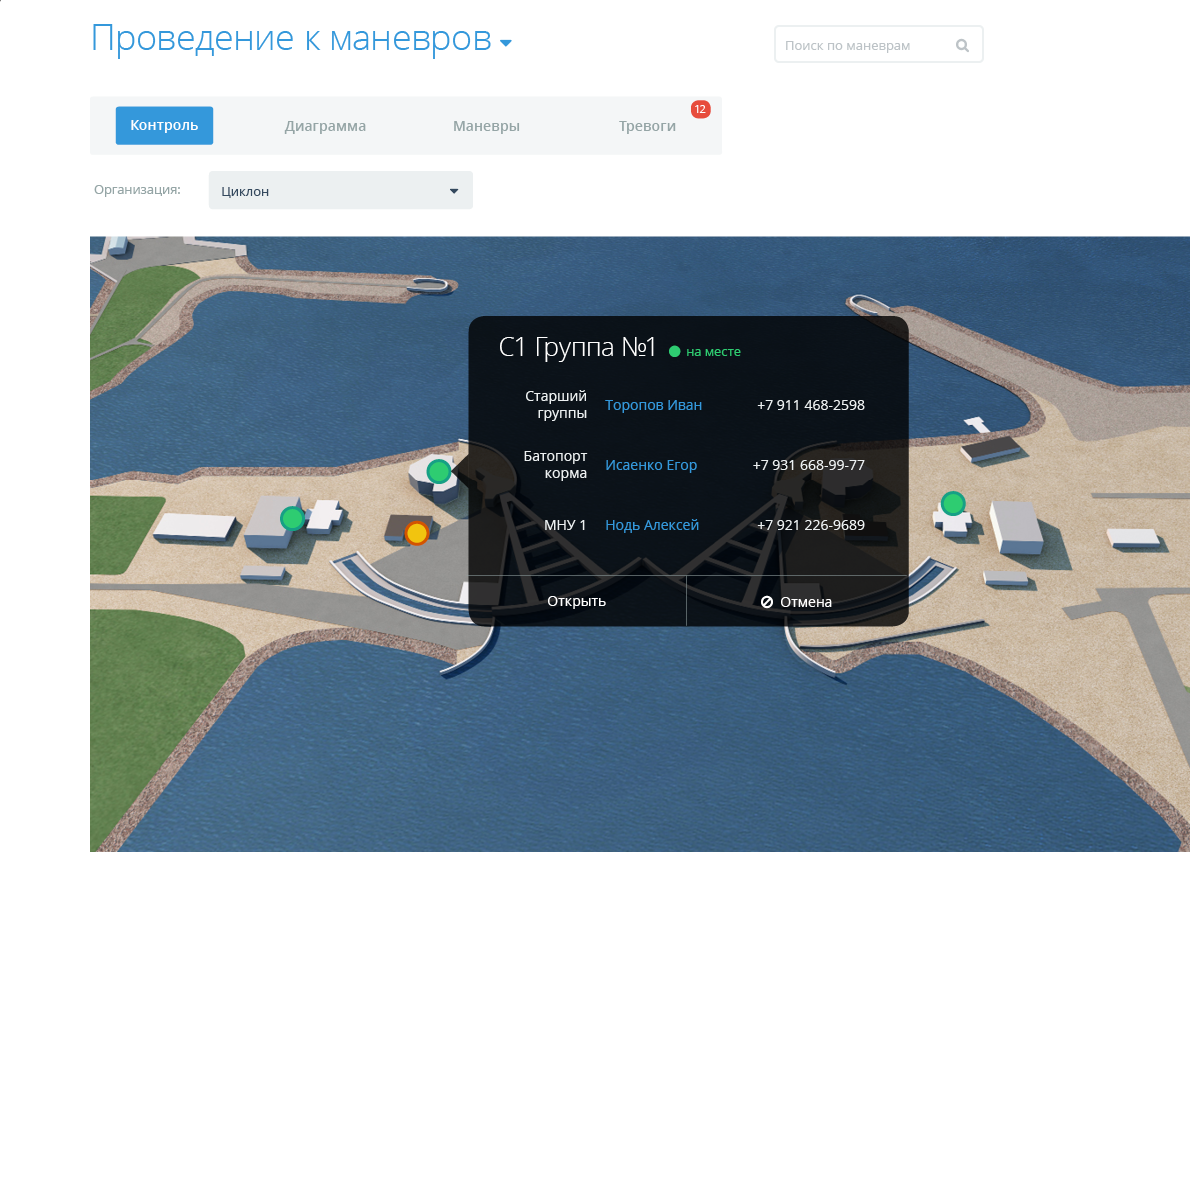 Проведение к маневров
Поиск по маневрам
Контроль
Диаграмма
Маневры
Тревоги
12
Организация:
Циклон
С1 Группа №1
на месте
Старший
группы
Торопов Иван
+7 911 468-2598
Батопорт
корма
Исаенко Егор
+7 931 668-99-77
МНУ 1
Нодь Алексей
+7 921 226-9689
Открыть
Отмена